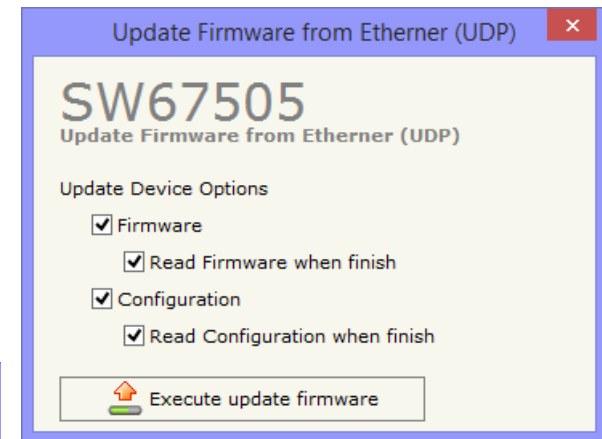 Update Firmware from Etherner (UDP)
SW67505
Update Firmware from Etherner (UDP)
Update Device Options
Firmware
Read Firmware when finish
Configuration
Read Configuration when finish
Execute update firmware